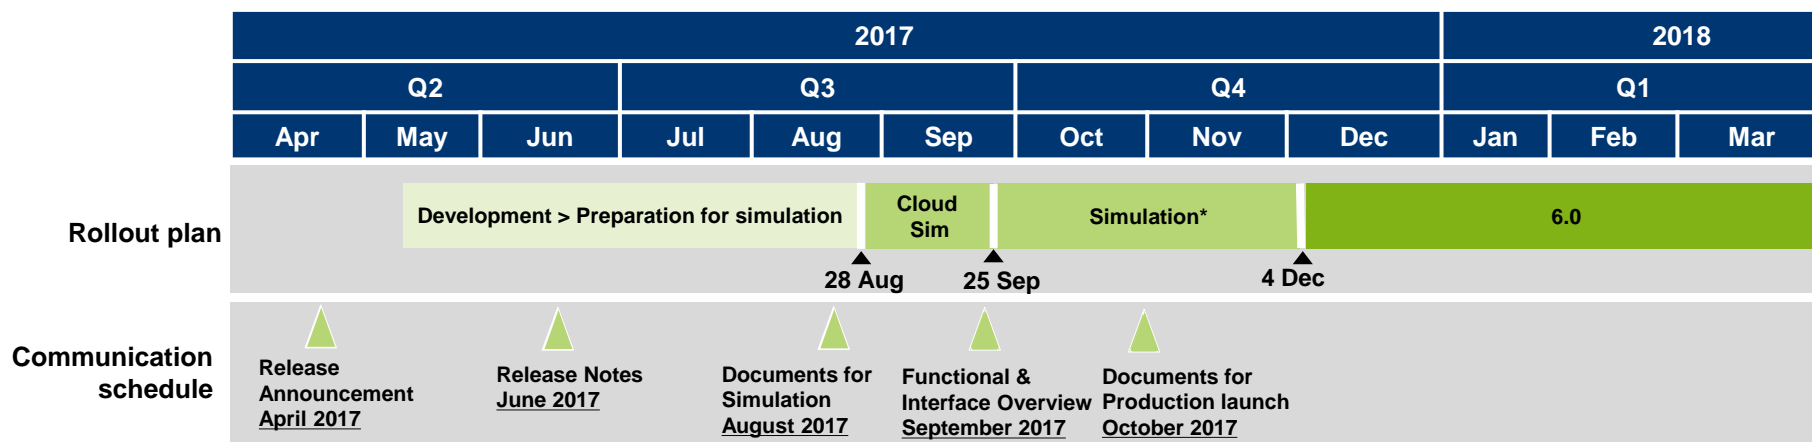 2017 2018
Q2 Q3 Q4 Q1
Apr May Jun Jul Aug Sep Oct Nov Dec Jan Feb Mar
Rollout plan
Development > Preparation for simulation
Cloud
Sim
Simulation*
6.0
28 Aug
25 Sep
4 Dec
Communication
schedule
Release
Announcement
April 2017
Release Notes
June 2017
Documents for
Simulation
August 2017
Functional &
Interface Overview
September 2017
Documents for
Production launch
October 2017